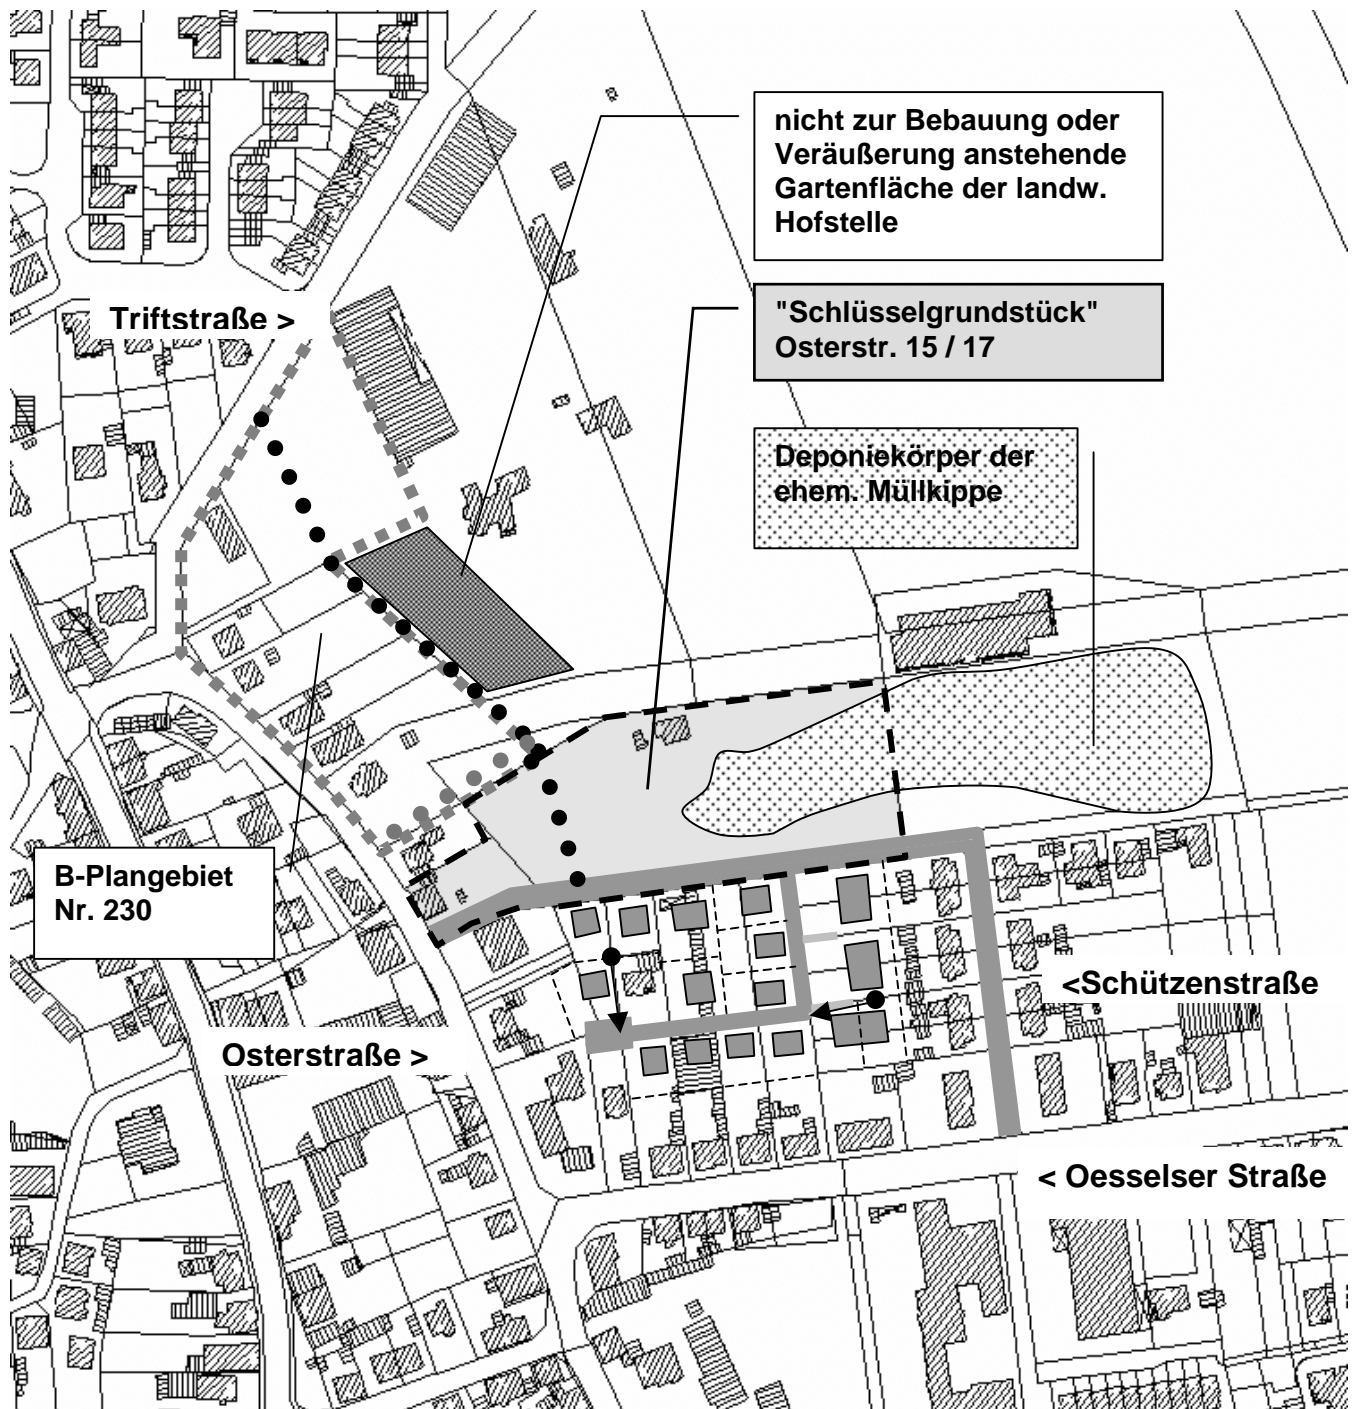 nicht zur Bebauung oder
Veräußerung anstehende
Gartenfläche der landw.
Hofstelle
Triftstraße >
"Schlüsselgrundstück"
Osterstr. 15 / 17
Deponiekörper der
ehem. Müllkippe
B-Plangebiet
Nr. 230
<Schützenstraße
Osterstraße >
< Oesselser Straße